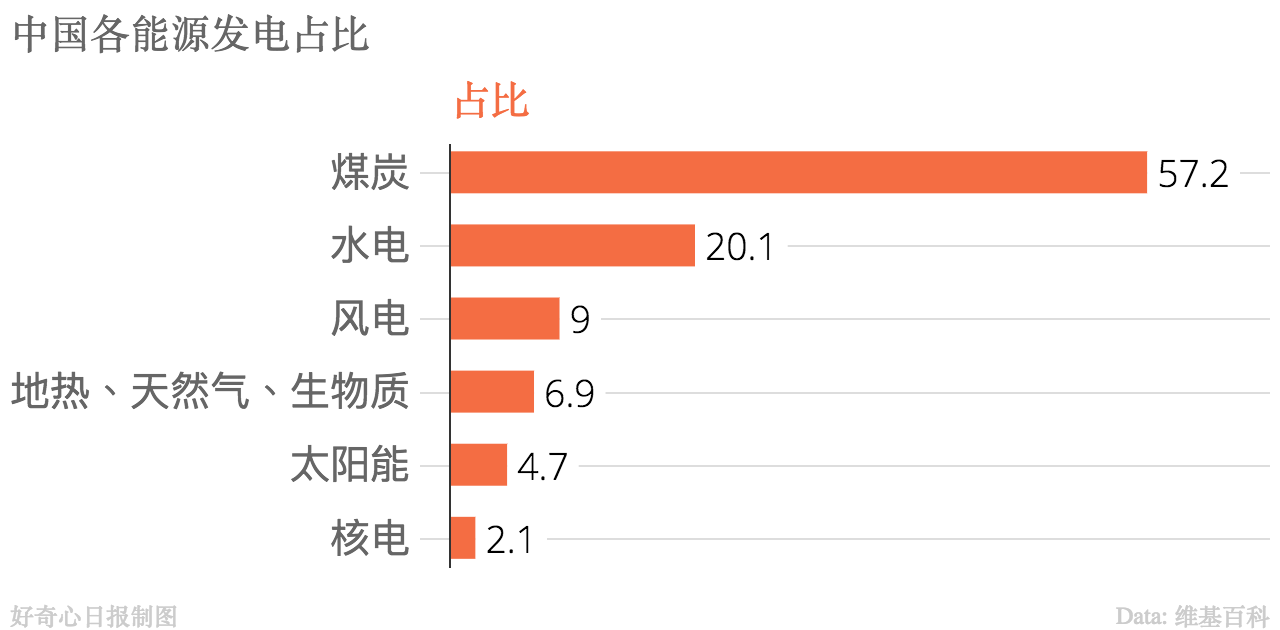 中国各能源发电占比
占比
煤炭 57.2
水电 20.1
风电 9
地热、天然气、生物质 6.9
太阳能 4.7
核电 2.1
好奇心日报制图
Data: 维基百科